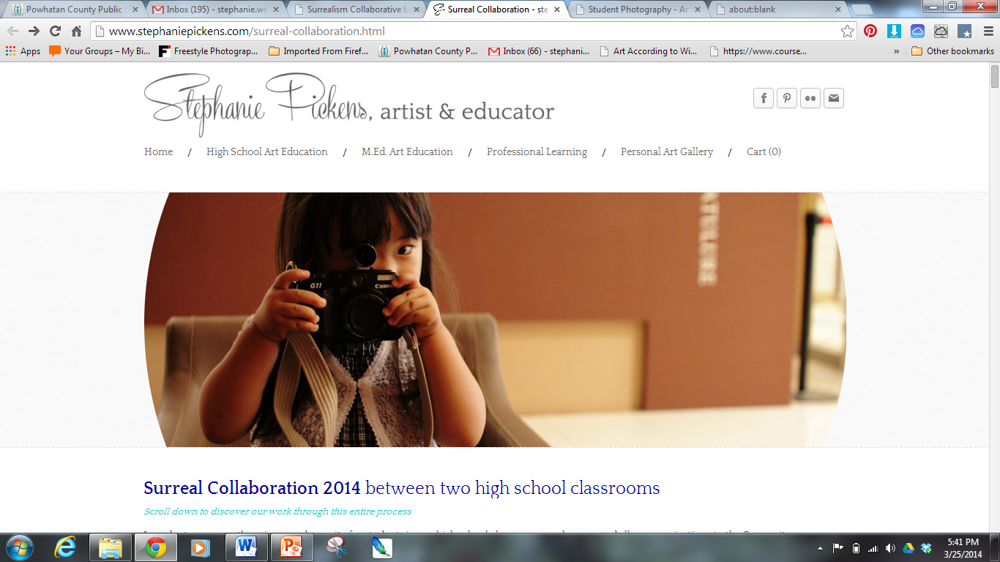 Powhatan County Public S
Inbox (195) - stephanie.wi
Surrealism Collaborative U
Surreal Collaboration - ste
Student Photography - Ar
about:blank
www.stephaniepickens.com/surreal-collaboration.html
Apps
Your Groups – My Bi...
Freestyle Photograp...
Imported From Firef...
Powhatan County P...
Inbox (66) - stephani...
Art According to Wi...
https://www.course...
»
Other bookmarks
Stephanie Pickens, artist & educator
Home / High School Art Education / M.Ed. Art Education / Professional Learning / Personal Art Gallery / Cart (0)
G11
Canon
Surreal Collaboration 2014 between two high school classrooms
Scroll down to discover our work through this entire process
5:41 PM
3/25/2014